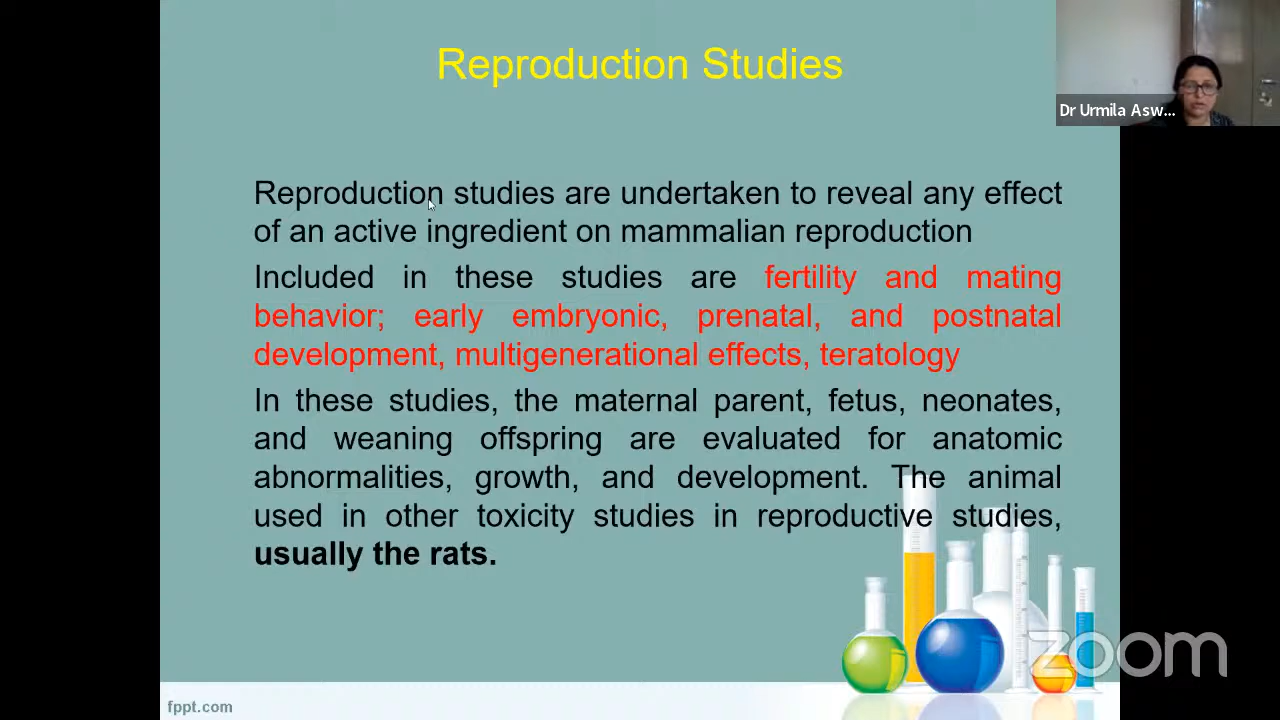 Reproduction Studies
Dr Urmila Asw...
Reproduction studies are undertaken to reveal any effect
of an active ingredient on mammalian reproduction
Included in these studies are fertility and mating
behavior; early embryonic, prenatal, and postnatal
development, multigenerational effects, teratology
In these studies, the maternal parent, fetus, neonates,
and weaning offspring are evaluated for anatomic
abnormalities, growth, and development. The animal
used in other toxicity studies in reproductive studies,
usually the rats.
zoom
fppt.com